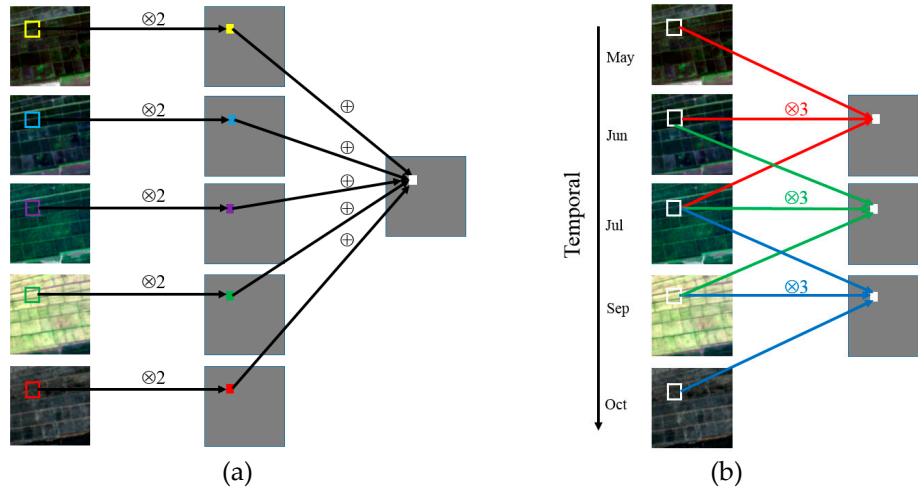 ⊗2
⊕
⊗2
⊕
⊗2
⊕
⊗2
⊕
⊗2
(a)
Temporal
May
Jun
Jul
Sep
Oct
⊗3
⊗3
⊗3
(b)